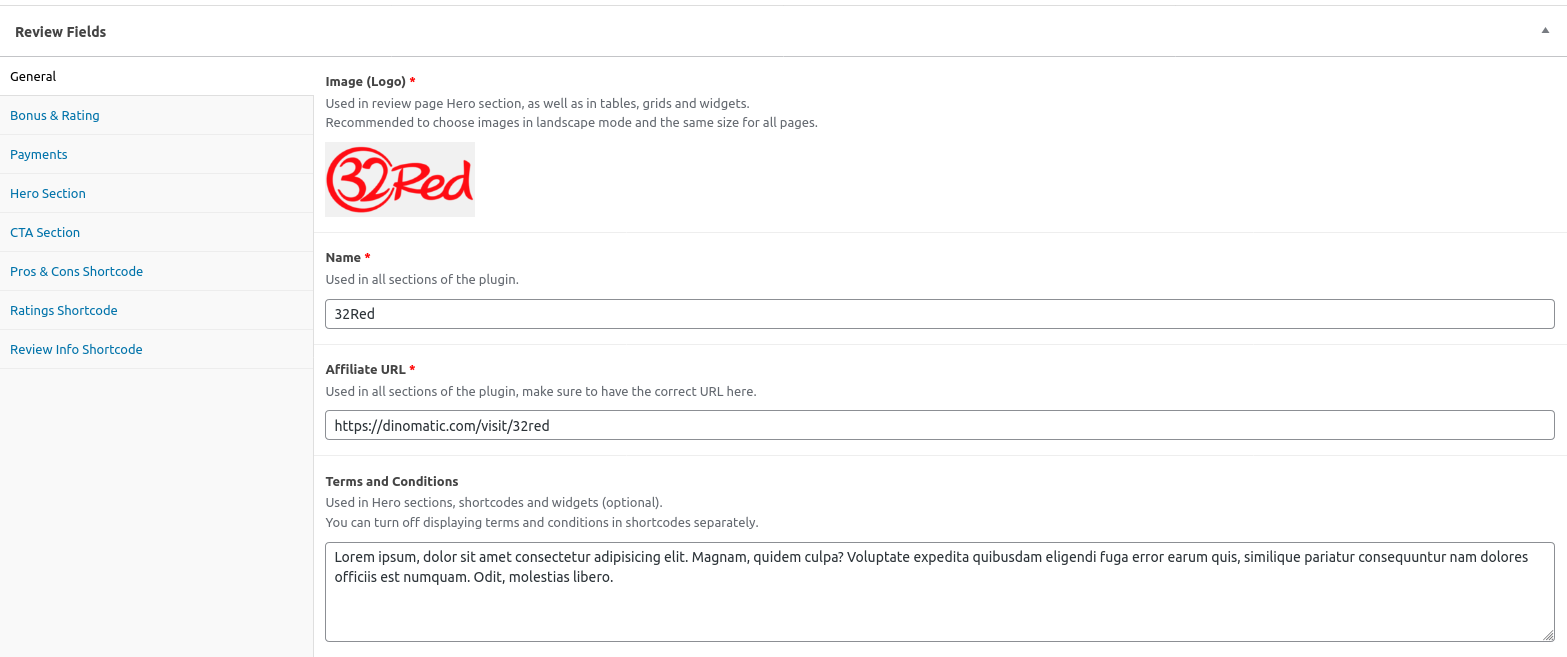 Review Fields
General
Bonus & Rating
Payments
Hero Section
CTA Section
Pros & Cons Shortcode
Ratings Shortcode
Review Info Shortcode
Image (Logo) *
Used in review page Hero section, as well as in tables, grids and widgets.
Recommended to choose images in landscape mode and the same size for all pages.
32Red
Name *
Used in all sections of the plugin.
32Red
Affiliate URL *
Used in all sections of the plugin, make sure to have the correct URL here.
https://dinomatic.com/visit/32red
Terms and Conditions
Used in Hero sections, shortcodes and widgets (optional).
You can turn off displaying terms and conditions in shortcodes separately.
Lorem ipsum, dolor sit amet consectetur adipisicing elit. Magnam, quidem culpa? Voluptate expedita quibusdam eligendi fuga error earum quis, similique pariatur consequuntur nam dolores
officiis est numquam. Odit, molestias libero.